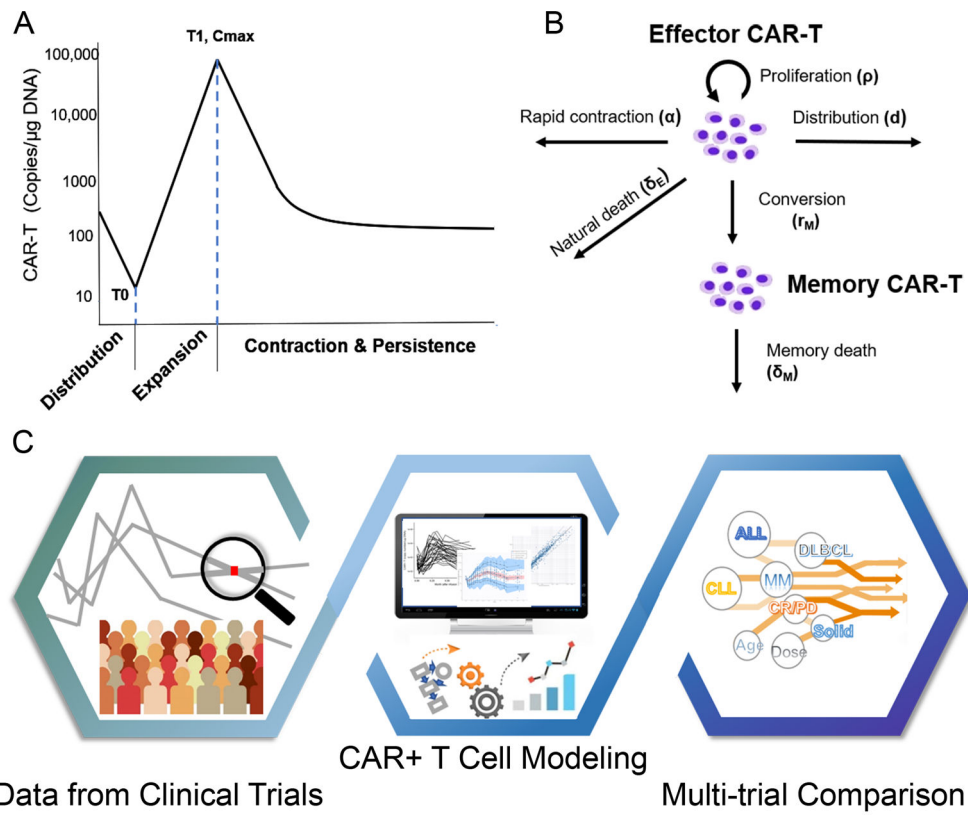 A
T1, Cmax
100,000
10,000
1000
100
10
CAR-T (Copies/µg DNA)
T0
Distribution
Expansion
Contraction & Persistence
B
Effector CAR-T
Proliferation (ρ)
Rapid contraction (α)
Distribution (d)
Natural death (δE)
Conversion
(rM)
Memory CAR-T
Memory death
(δM)
C
ALL
DLBCL
CLL
MM
CR/PD
Solid
Age
Dose
CAR+ T Cell Modeling
Data from Clinical Trials
Multi-trial Comparison